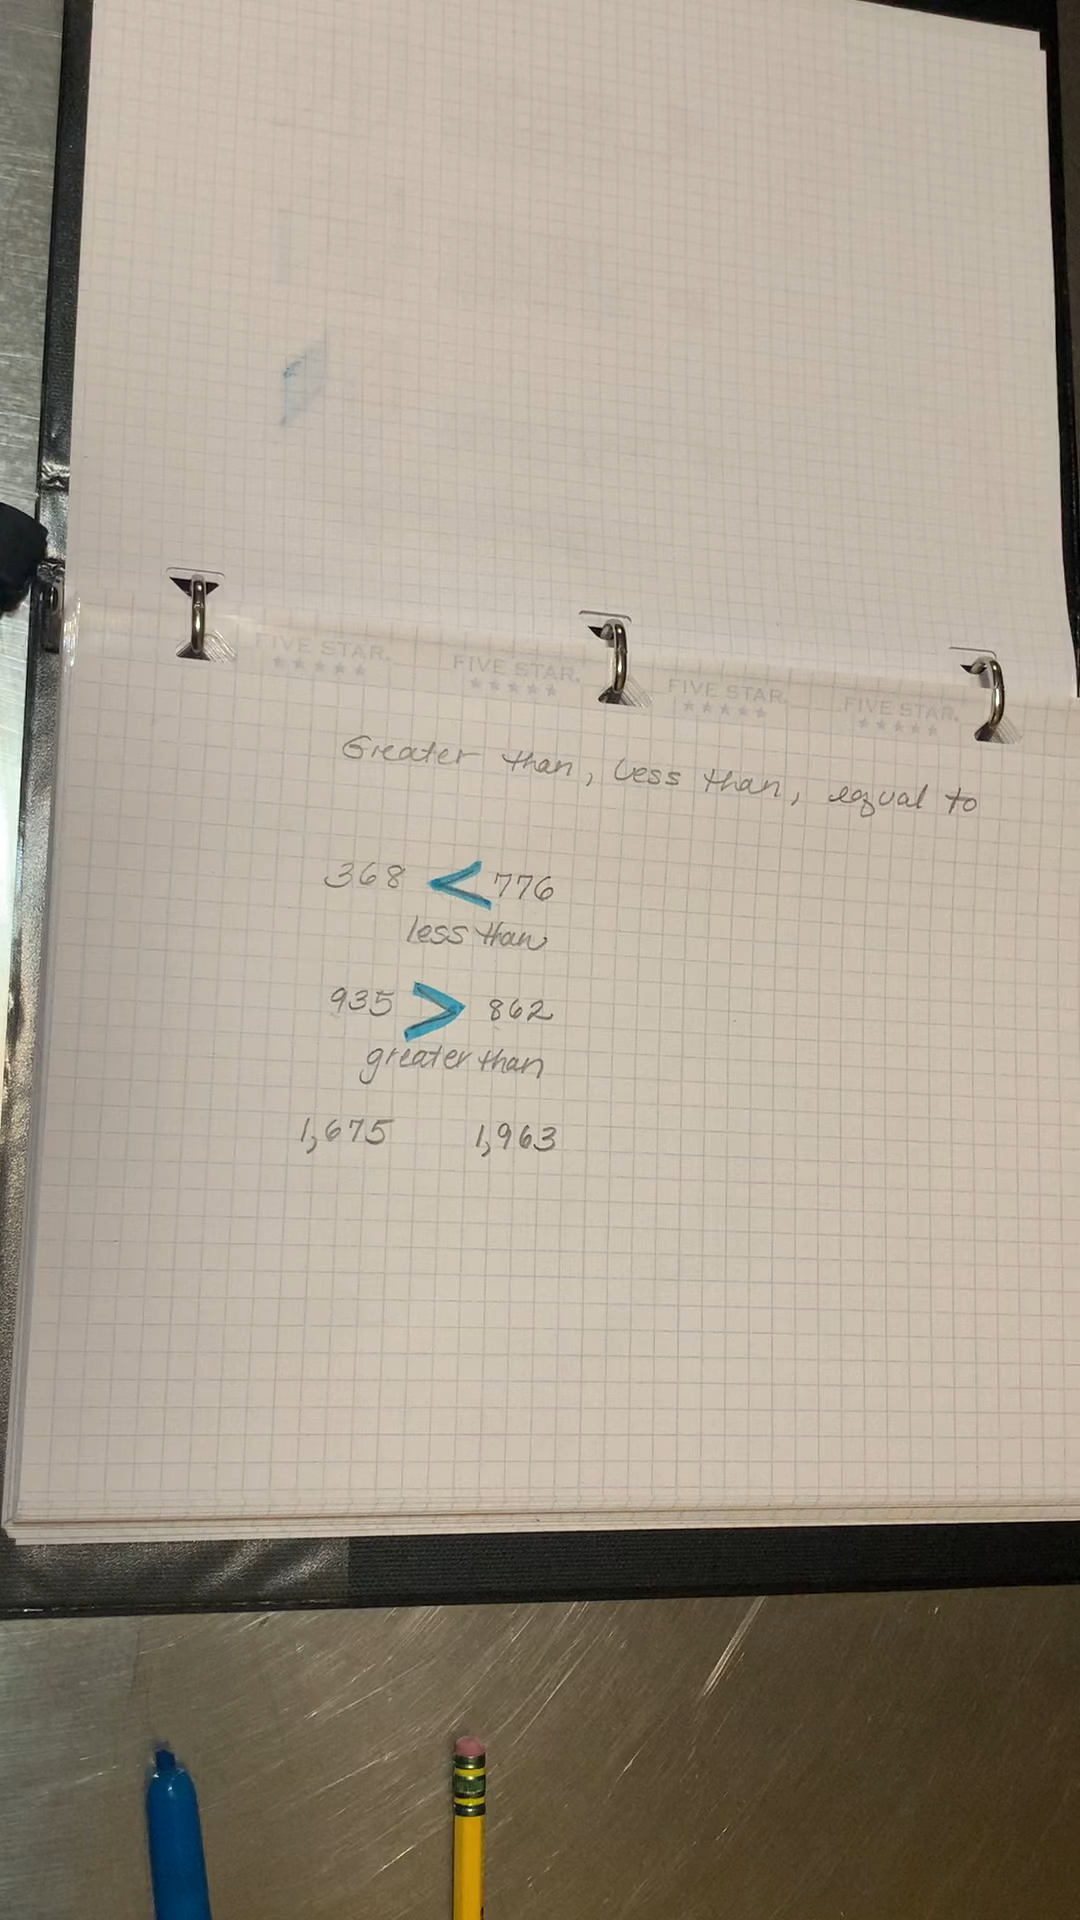 FIVE STAR. FIVE STAR. FIVE STAR. FIVE STAR.
Greater than, less than, equal to
368 < 776
less than
935 > 862
greater than
1,675 1,963